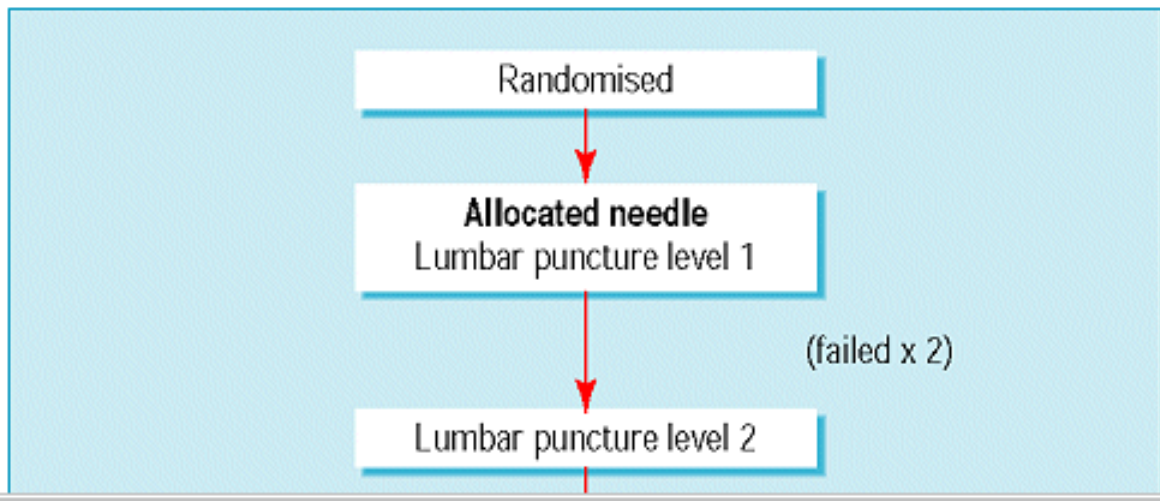 Randomised
Allocated needle
Lumbar puncture level 1
(failed x 2)
Lumbar puncture level 2